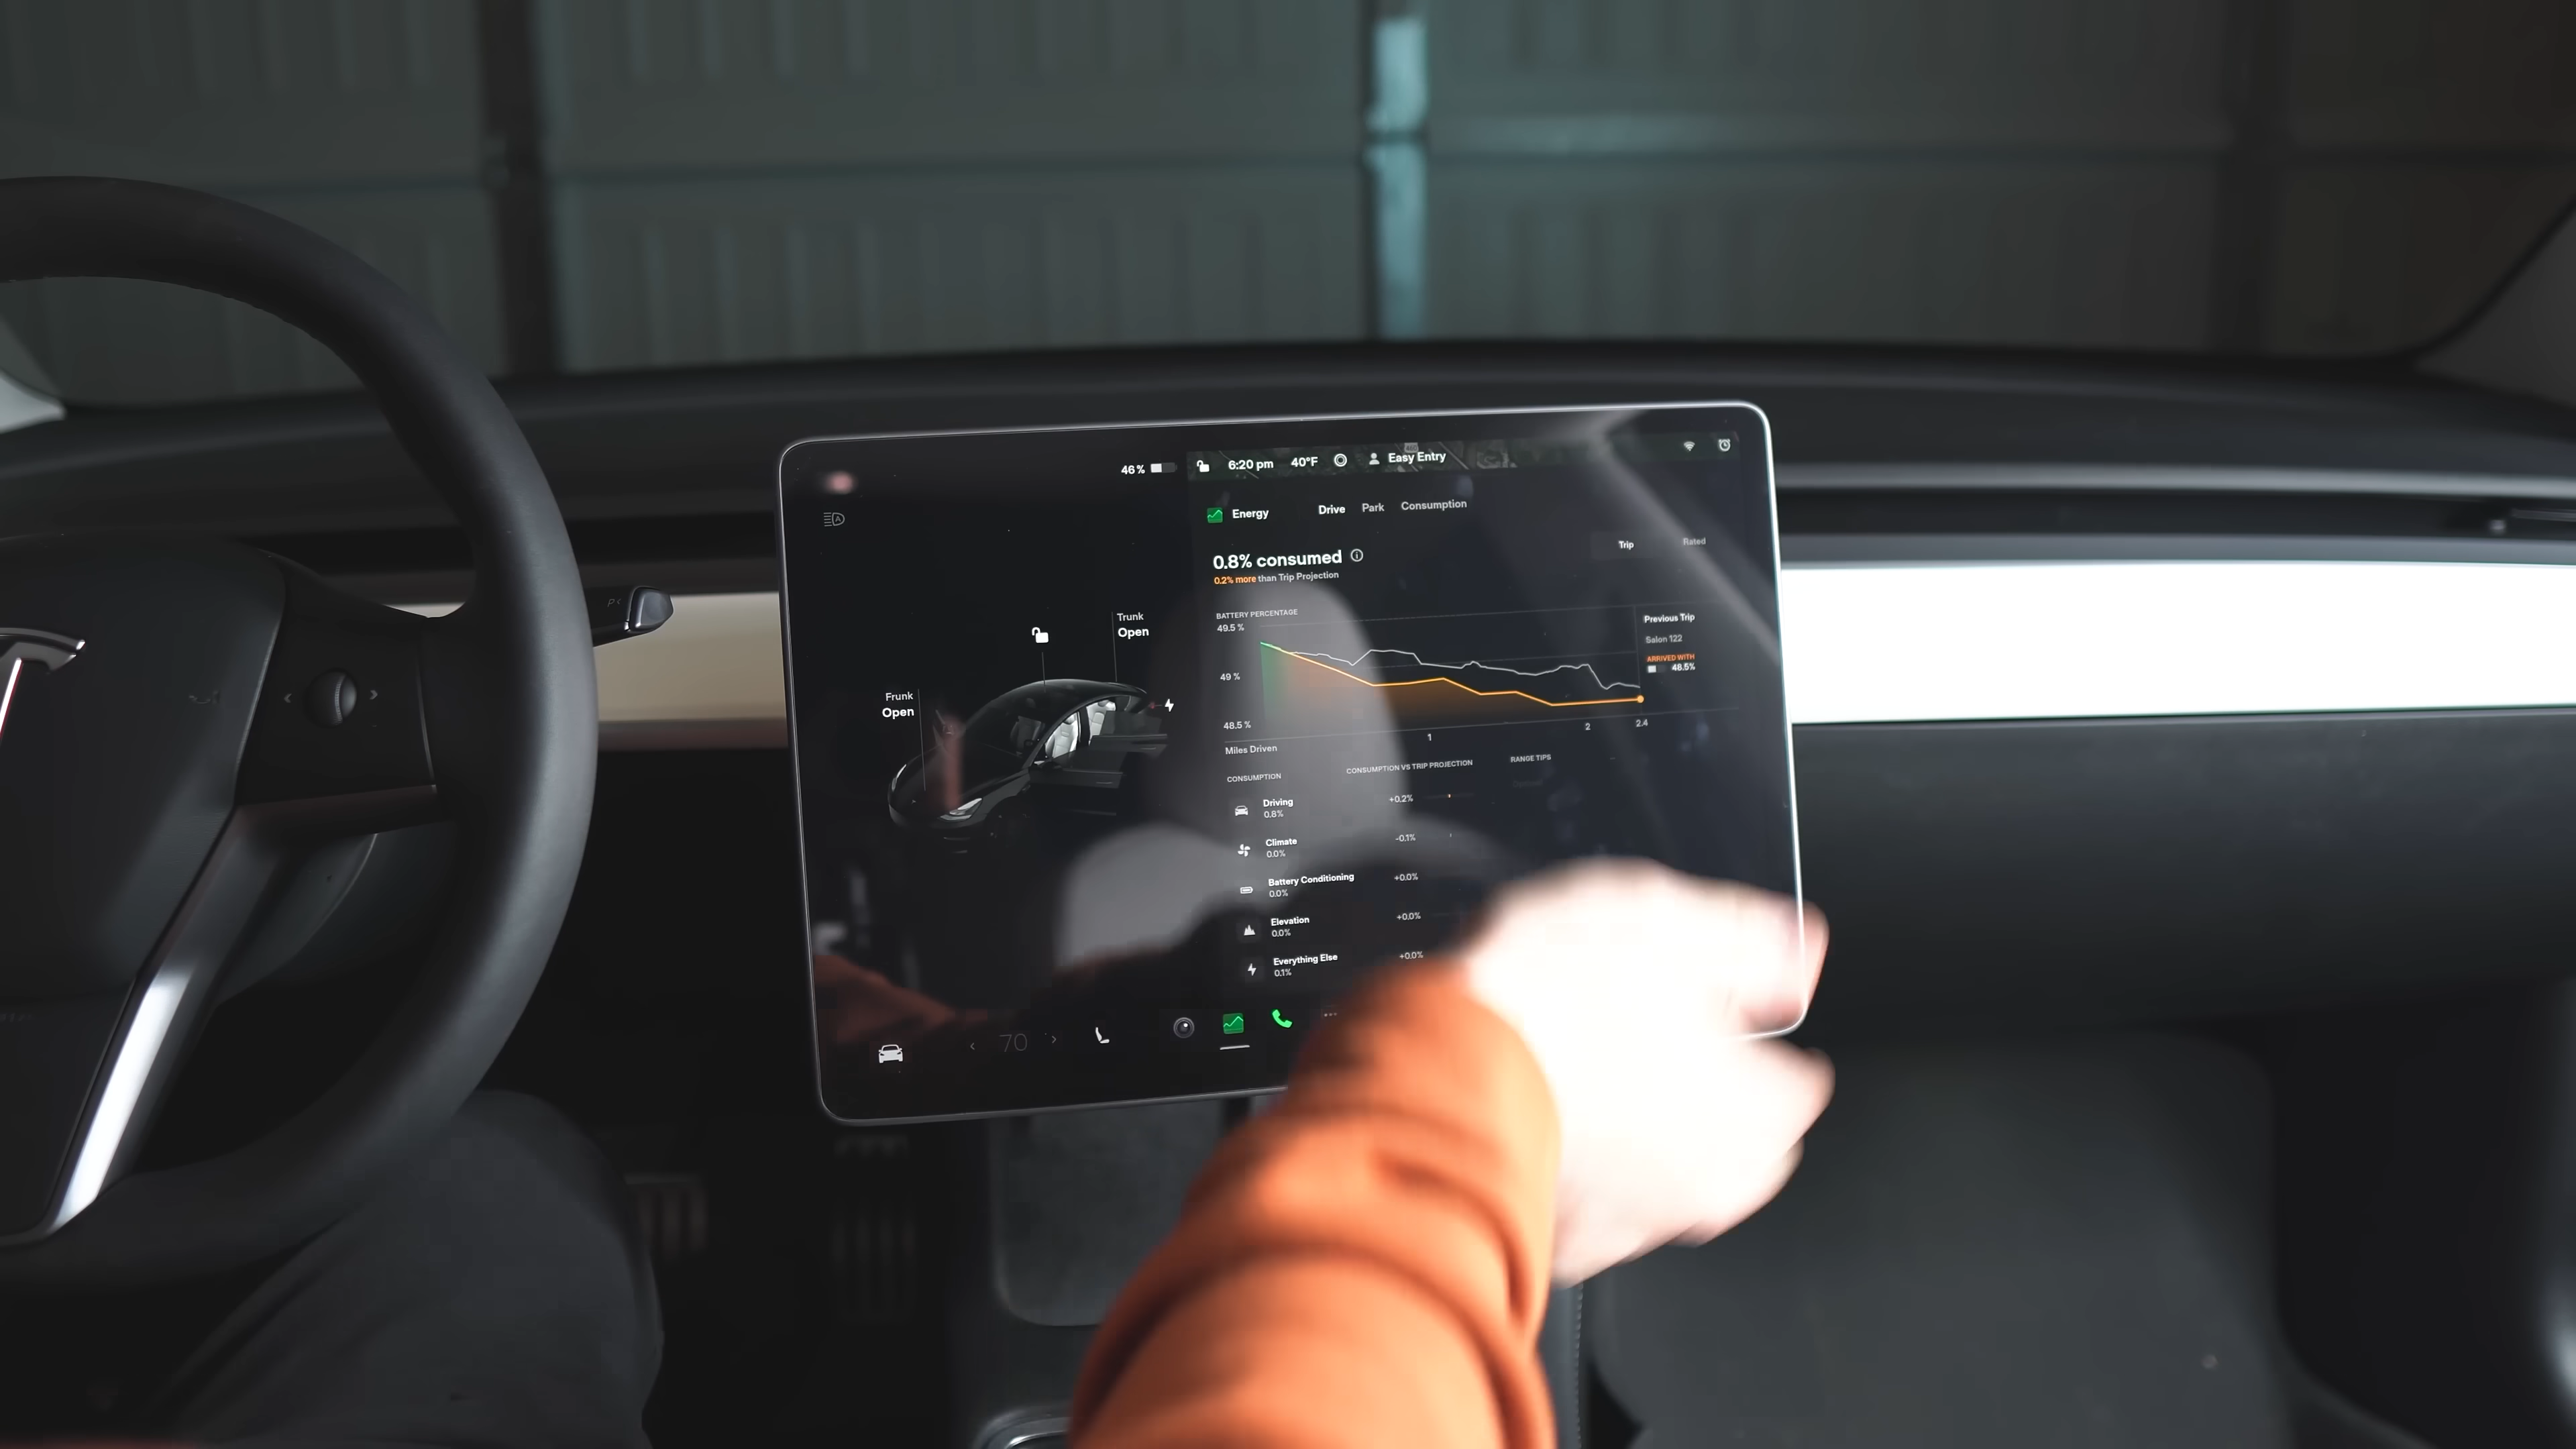 46%
6:20 pm 40°F Easy Entry
Energy Drive Park Consumption
Trip Rated
0.8% consumed
0.2% more than Trip Projection
BATTERY PERCENTAGE
49.5 %
49 %
48.5 %
1 2 2.4
Miles Driven
Previous Trip
Salon 122
ARRIVED WITH
48.5%
Trunk
Open
Frunk
Open
CONSUMPTION CONSUMPTION VS TRIP PROJECTION RANGE TIPS
Driving +0.2%
0.8%
Climate -0.1%
0.0%
Battery Conditioning +0.0%
0.0%
Elevation +0.0%
0.0%
Everything Else +0.0%
0.1%
< 70 >
P